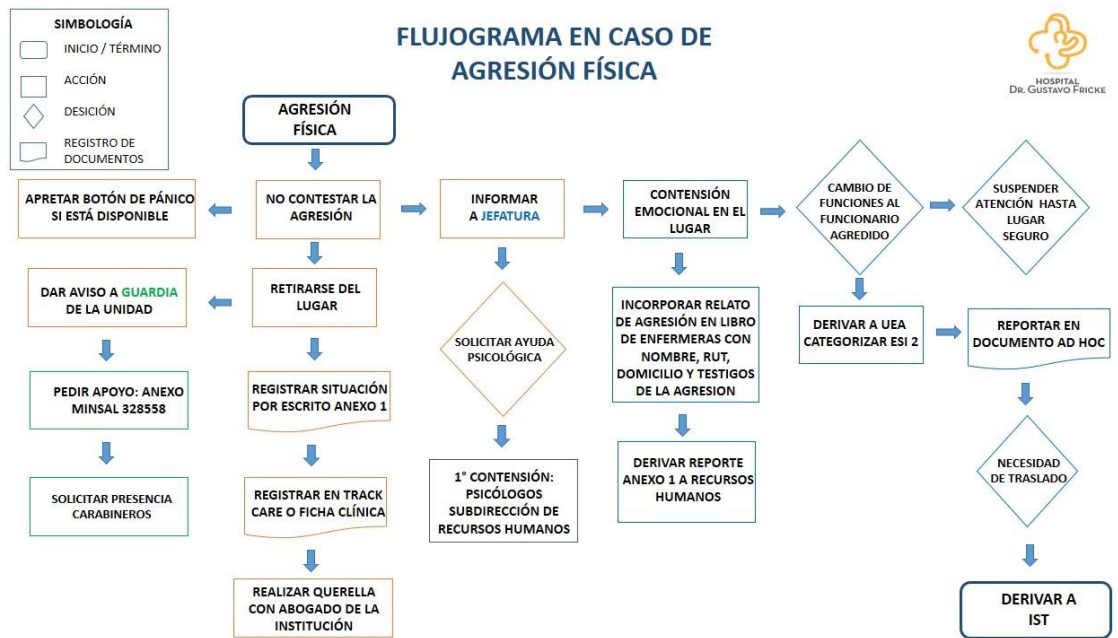 SIMBOLOGÍA
INICIO / TÉRMINO
ACCIÓN
DESICIÓN
REGISTRO DE
DOCUMENTOS
FLUJOGRAMA EN CASO DE
AGRESIÓN FÍSICA
HOSPITAL
DR. GUSTAVO FRICKE
AGRESIÓN
FÍSICA
APRETAR BOTÓN DE PÁNICO
SI ESTÁ DISPONIBLE
NO CONTESTAR LA
AGRESIÓN
INFORMAR
A JEFATURA
CONTENSIÓN
EMOCIONAL EN EL
LUGAR
CAMBIO DE
FUNCIONES AL
FUNCIONARIO
AGREDIDO
SUSPENDER
ATENCIÓN HASTA
LUGAR
SEGURO
DAR AVISO A GUARDIA
DE LA UNIDAD
RETIRARSE DEL
LUGAR
SOLICITAR AYUDA
PSICOLÓGICA
INCORPORAR RELATO
DE AGRESIÓN EN LIBRO
DE ENFERMERAS CON
NOMBRE, RUT,
DOMICILIO Y TESTIGOS
DE LA AGRESION
DERIVAR A UEA
CATEGORIZAR ESI 2
REPORTAR EN
DOCUMENTO AD HOC
PEDIR APOYO: ANEXO
MINSAL 328558
REGISTRAR SITUACIÓN
POR ESCRITO ANEXO 1
SOLICITAR PRESENCIA
CARABINEROS
REGISTRAR EN TRACK
CARE O FICHA CLÍNICA
1° CONTENSIÓN:
PSICÓLOGOS
SUBDIRECCIÓN DE
RECURSOS HUMANOS
DERIVAR REPORTE
ANEXO 1 A RECURSOS
HUMANOS
NECESIDAD
DE TRASLADO
REALIZAR QUERELLA
CON ABOGADO DE LA
INSTITUCIÓN
DERIVAR A
IST